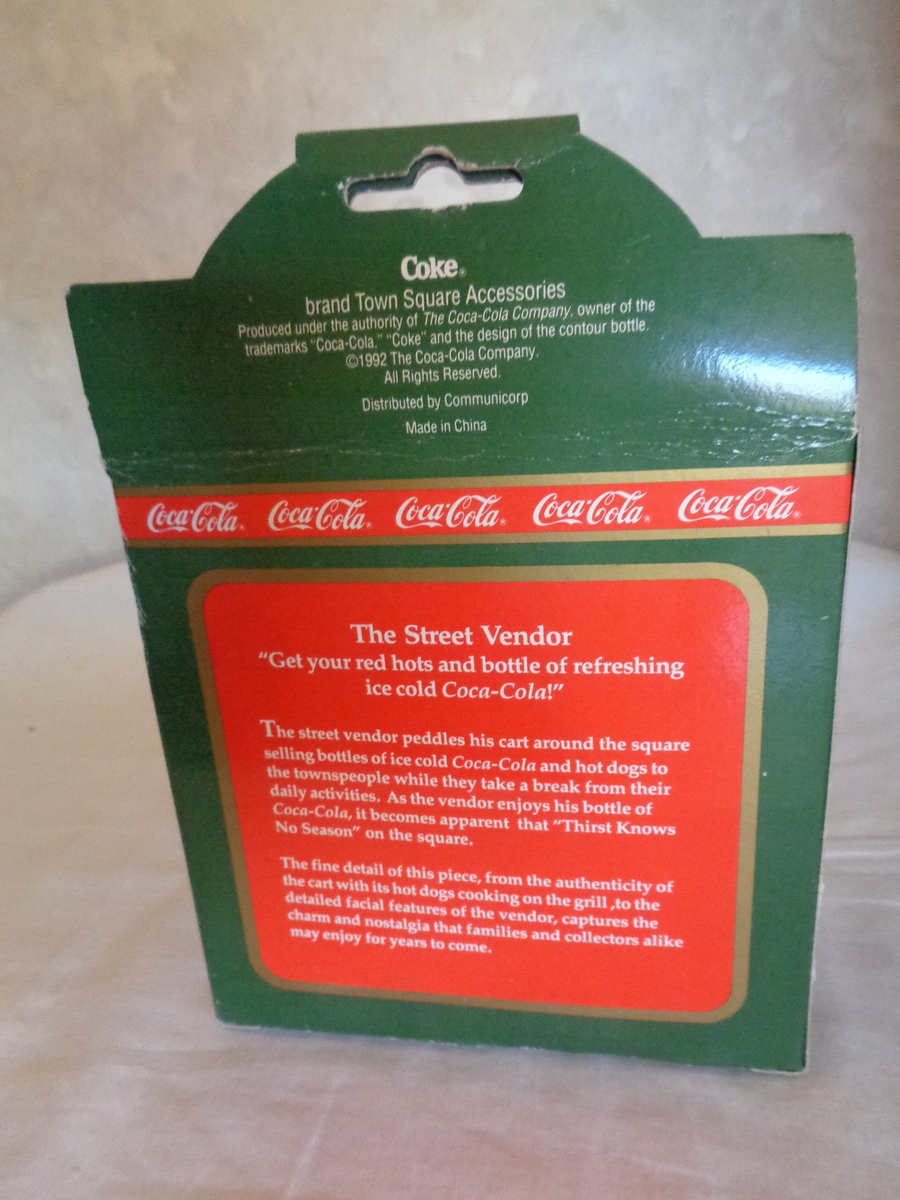 Coke®
brand Town Square Accessories
Produced under the authority of The Coca-Cola Company, owner of the
trademarks "Coca-Cola," "Coke" and the design of the contour bottle.
©1992 The Coca-Cola Company.
All Rights Reserved.
Distributed by Communicorp
Made in China
Coca-Cola® Coca-Cola® Coca-Cola® Coca-Cola® Coca-Cola®
The Street Vendor
"Get your red hots and bottle of refreshing
ice cold Coca-Cola!"
The street vendor peddles his cart around the square
selling bottles of ice cold Coca-Cola and hot dogs to
the townspeople while they take a break from their
daily activities. As the vendor enjoys his bottle of
Coca-Cola, it becomes apparent that "Thirst Knows
No Season" on the square.
The fine detail of this piece, from the authenticity of
the cart with its hot dogs cooking on the grill ,to the
detailed facial features of the vendor, captures the
charm and nostalgia that families and collectors alike
may enjoy for years to come.